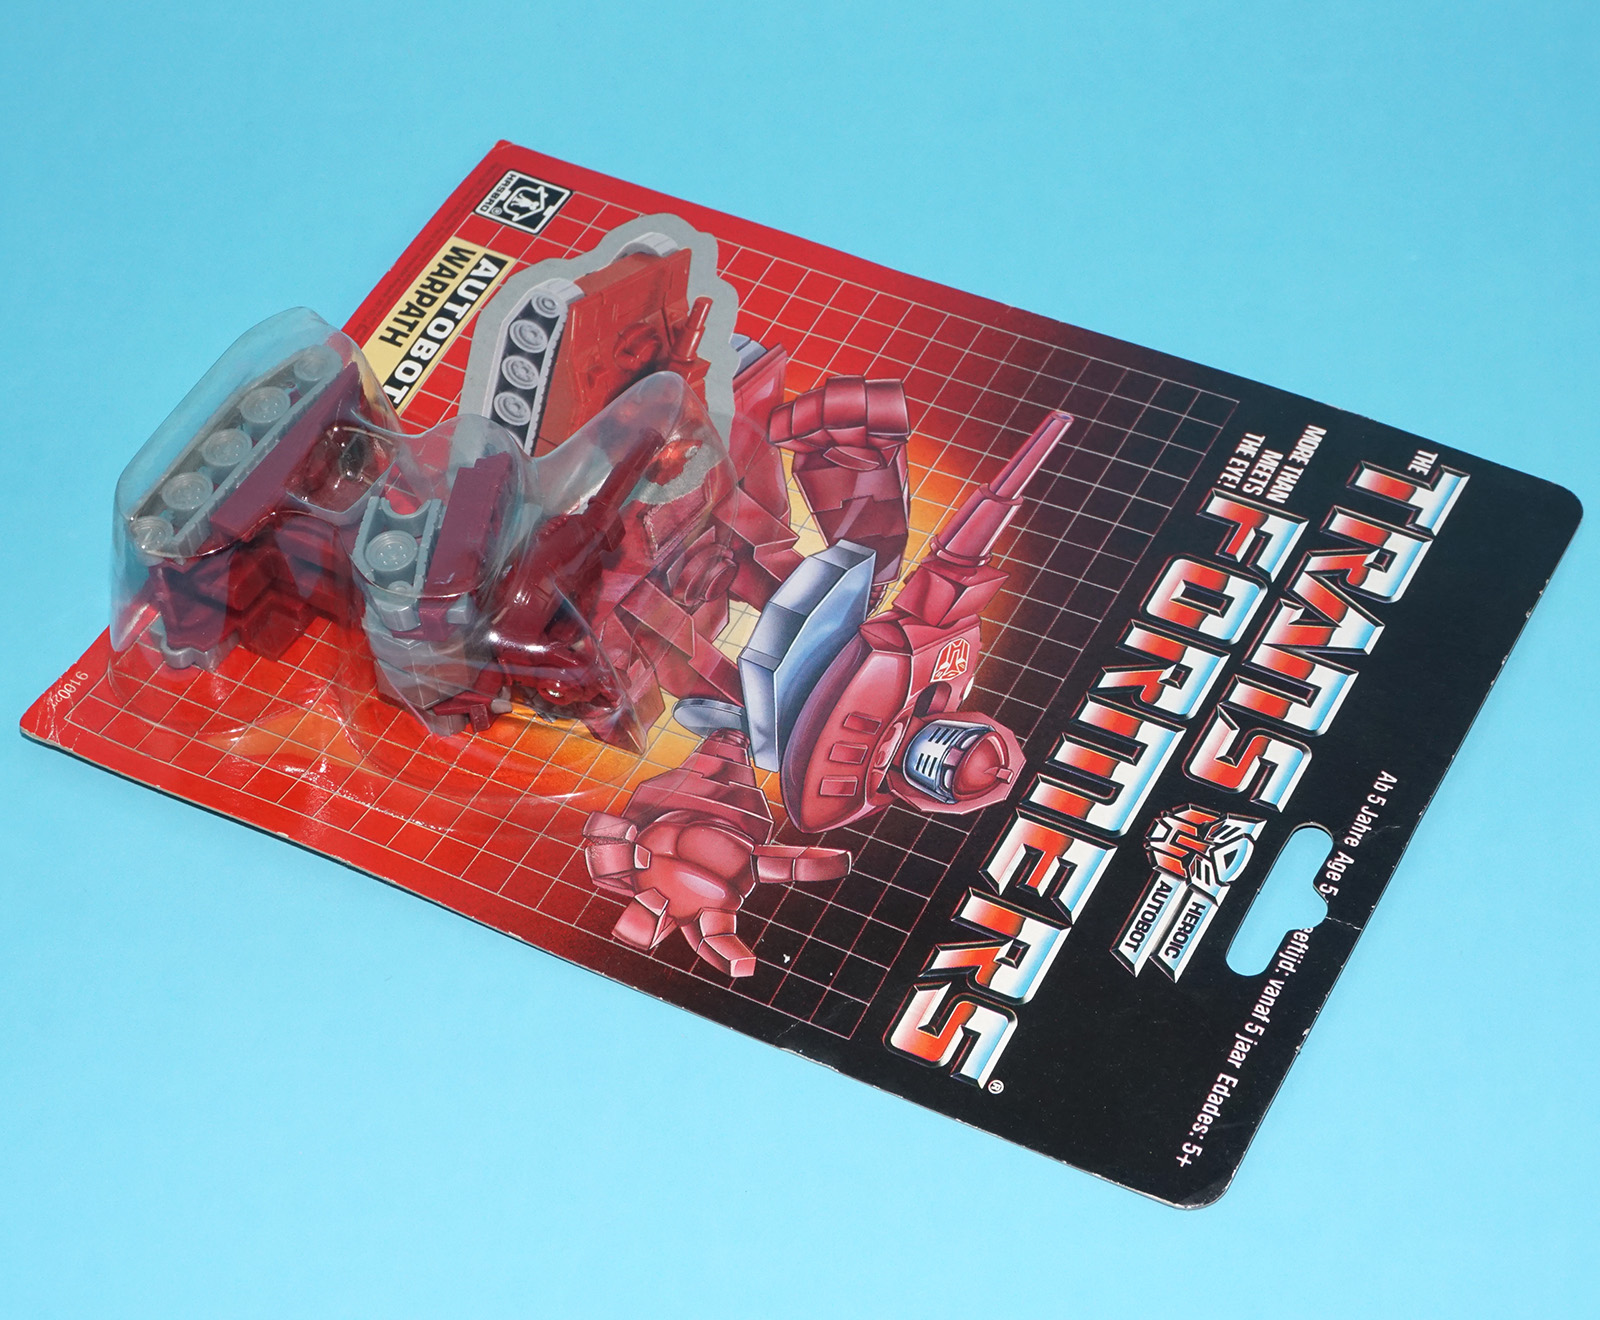 Ab 5 Jahre Age 5
eeftijd: vanaf 5 jaar Edades: 5+
THE
TRANSFORMERS®
MORE THAN
MEETS
THE EYE!
HEROIC
AUTOBOT
HASBRO®
AUTOBOT
WARPATH